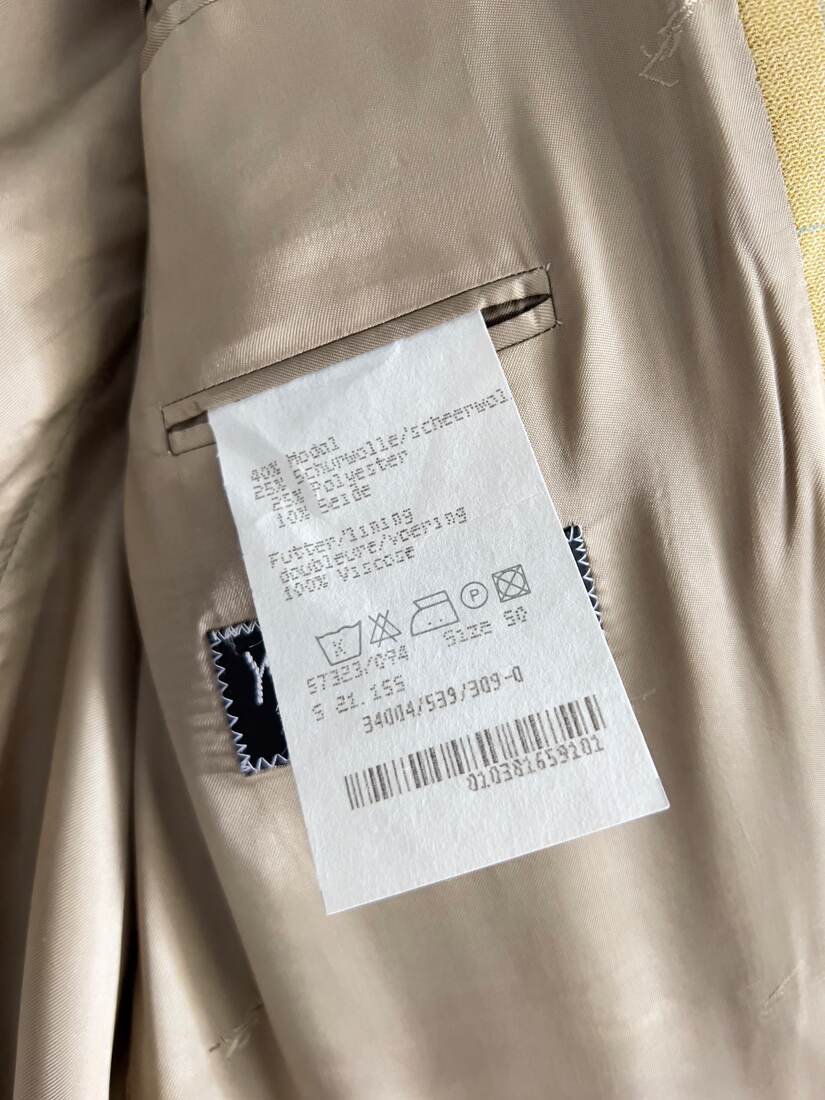 40% Modal
25% Schurwolle/scheerwol
25% Polyester
10% Seide
Futter/lining
doublure/voering
100% Viscose
P
57323/094 Size 50
S 21.155
34004/539/309-0
010381659101
Y